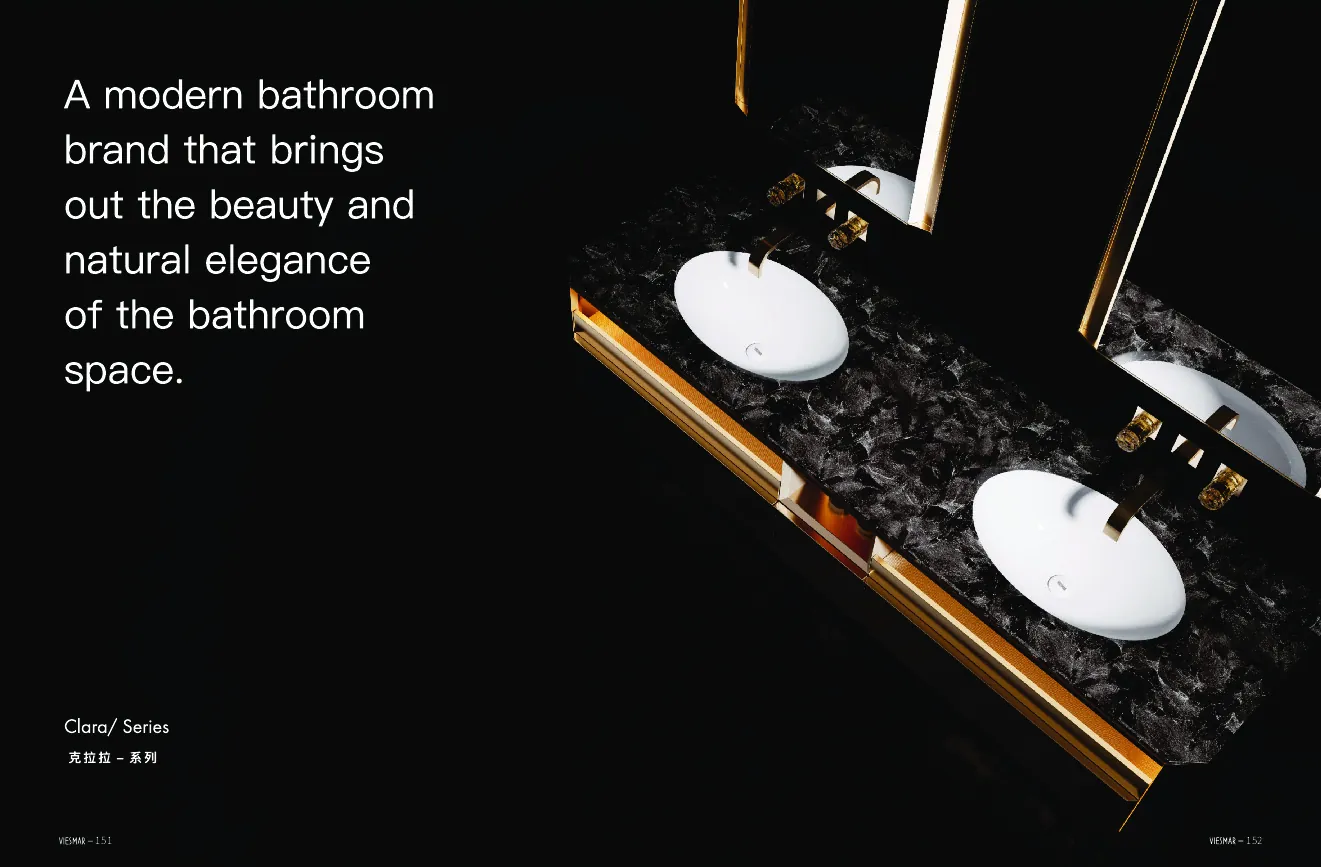 A modern bathroom
brand that brings
out the beauty and
natural elegance
of the bathroom
space.
Clara/ Series
克拉拉 – 系列
VIESMAR – 151
VIESMAR – 152